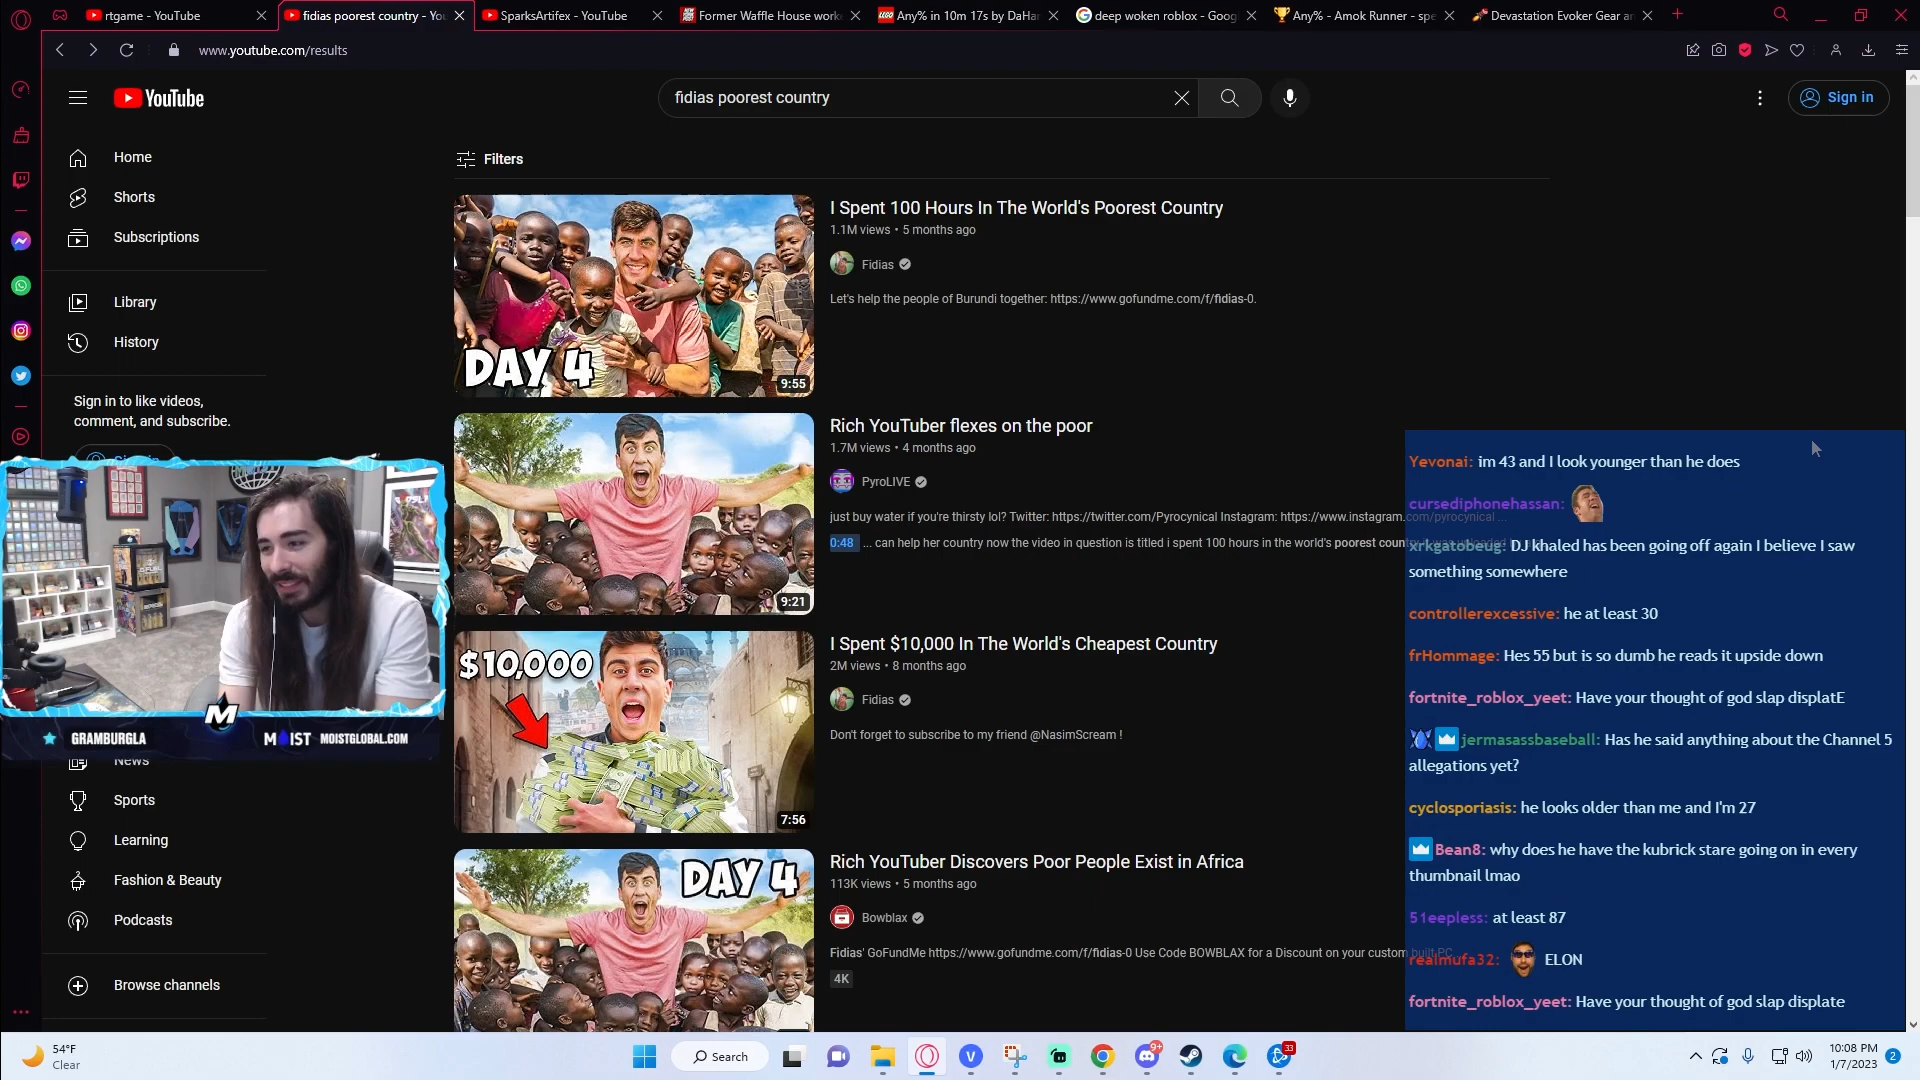 rtgame - YouTube
fidias poorest country - You
SparksArtifex - YouTube
Former Waffle House work
Any% in 10m 17s by DaHar
deep woken roblox - Goog
Any% - Amok Runner - spe
Devastation Evoker Gear an
www.youtube.com/results
YouTube
fidias poorest country
Sign in
Home
Shorts
Subscriptions
Library
History
Sign in to like videos,
comment, and subscribe.
News
Sports
Learning
Fashion & Beauty
Podcasts
Browse channels
Filters
DAY 4
9:55
I Spent 100 Hours In The World's Poorest Country
1.1M views • 5 months ago
Fidias
Let's help the people of Burundi together: https://www.gofundme.com/f/fidias-0.
9:21
Rich YouTuber flexes on the poor
1.7M views • 4 months ago
PyroLIVE
just buy water if you're thirsty lol? Twitter: https://twitter.com/Pyrocynical Instagram: https://www.instagram.com/pyrocynical ...
0:48 ... can help her country now the video in question is titled i spent 100 hours in the world's poorest
$10,000
7:56
I Spent $10,000 In The World's Cheapest Country
2M views • 8 months ago
Fidias
Don't forget to subscribe to my friend @NasimScream !
DAY 4
Rich YouTuber Discovers Poor People Exist in Africa
113K views • 5 months ago
Bowblax
Fidias' GoFundMe https://www.gofundme.com/f/fidias-0 Use Code BOWBLAX for a Discount on your custom built PC
4K
GRAMBURGLA
M
MOIST MOISTGLOBAL.COM
Yevonai: im 43 and I look younger than he does
cursediphonehassan:
xrkgatobeug: DJ khaled has been going off again I believe I saw
something somewhere
controllerexcessive: he at least 30
frHommage: Hes 55 but is so dumb he reads it upside down
fortnite_roblox_yeet: Have your thought of god slap displatE
jermasassbaseball: Has he said anything about the Channel 5
allegations yet?
cyclosporiasis: he looks older than me and I'm 27
Bean8: why does he have the kubrick stare going on in every
thumbnail lmao
51eepless: at least 87
realmufa32: ELON
fortnite_roblox_yeet: Have your thought of god slap displate
54°F
Clear
Search
9+
33
10:08 PM
1/7/2023
2